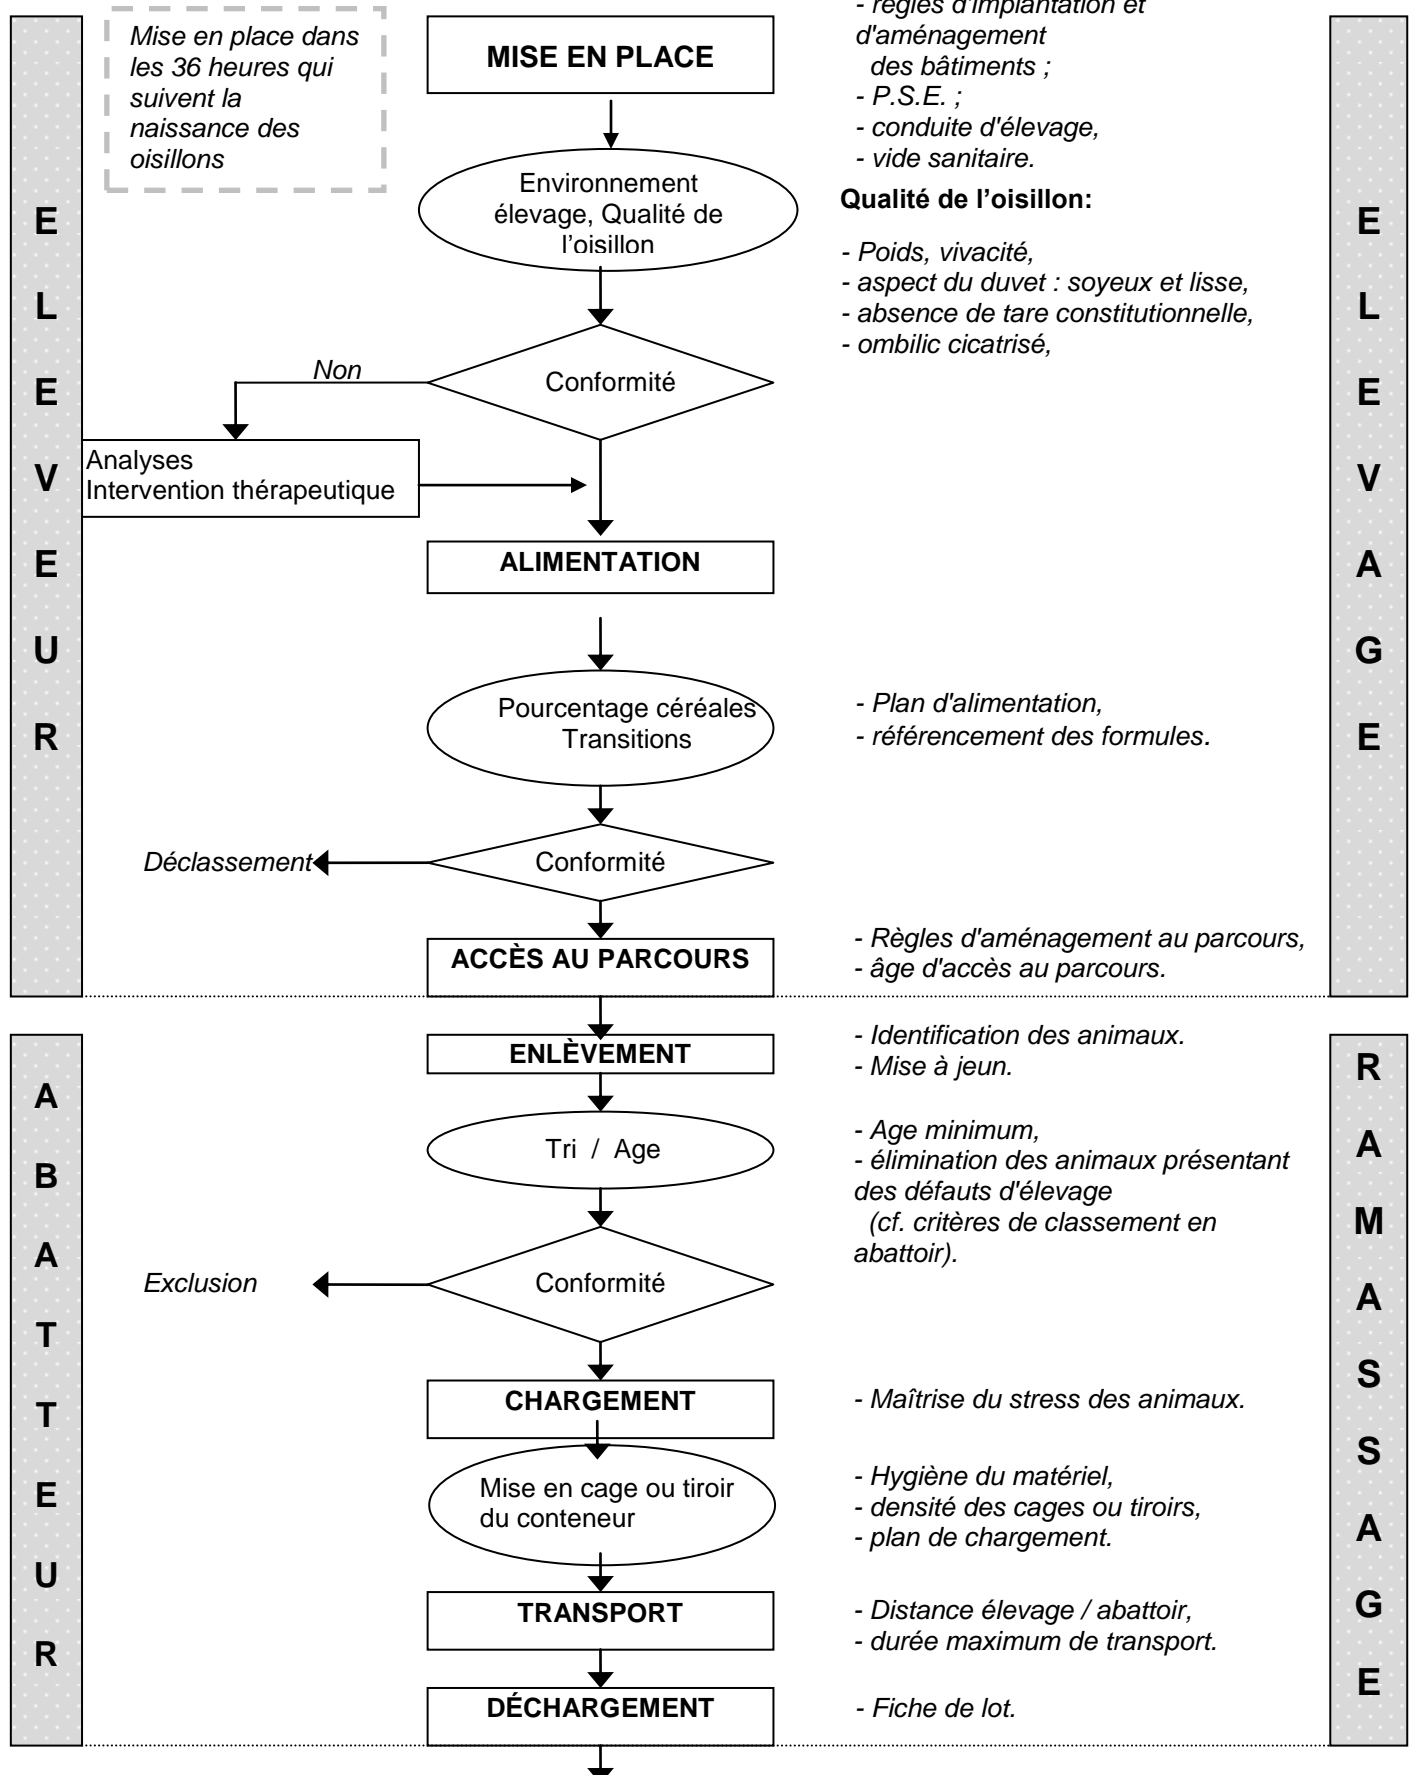 - règles d'implantation et
d'aménagement
des bâtiments ;
- P.S.E. ;
- conduite d'élevage,
- vide sanitaire.
Mise en place dans
les 36 heures qui
suivent la
naissance des
oisillons
MISE EN PLACE
Environnement
élevage, Qualité de
l'oisillon
Qualité de l’oisillon:
- Poids, vivacité,
- aspect du duvet : soyeux et lisse,
- absence de tare constitutionnelle,
- ombilic cicatrisé,
E
L
E
V
E
U
R
E
L
E
V
A
G
E
Non
Conformité
Analyses
Intervention thérapeutique
ALIMENTATION
Pourcentage céréales
Transitions
- Plan d'alimentation,
- référencement des formules.
Déclassement
Conformité
ACCÈS AU PARCOURS
- Règles d'aménagement au parcours,
- âge d'accès au parcours.
A
B
A
T
T
E
U
R
R
A
M
A
S
S
A
G
E
ENLÈVEMENT
- Identification des animaux.
- Mise à jeun.
Tri / Age
- Age minimum,
- élimination des animaux présentant
des défauts d'élevage
(cf. critères de classement en
abattoir).
Exclusion
Conformité
CHARGEMENT
- Maîtrise du stress des animaux.
Mise en cage ou tiroir
du conteneur
- Hygiène du matériel,
- densité des cages ou tiroirs,
- plan de chargement.
TRANSPORT
- Distance élevage / abattoir,
- durée maximum de transport.
DÉCHARGEMENT
- Fiche de lot.